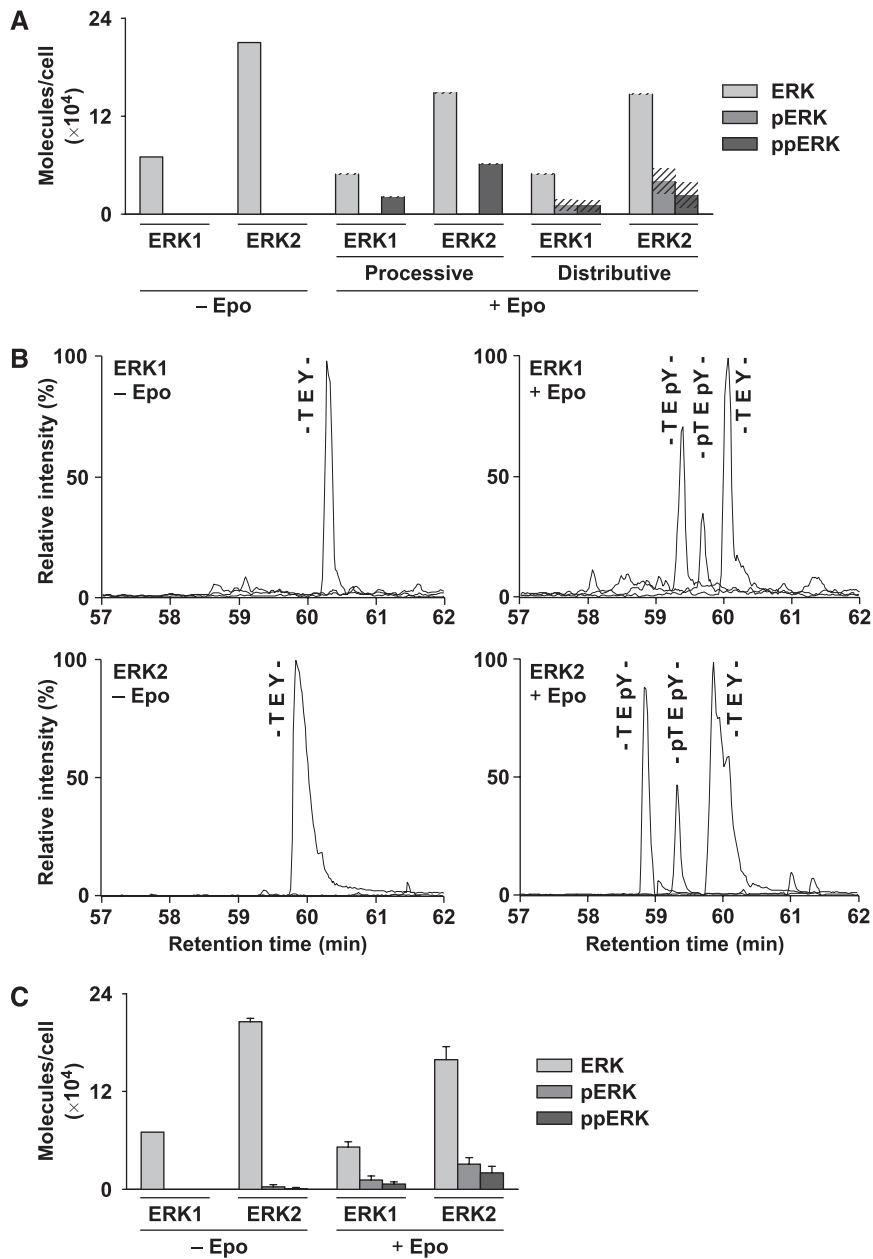 A
Molecules/cell
(×10⁴)
24
12
0
ERK
pERK
ppERK
ERK1 ERK2 ERK1 ERK2 ERK1 ERK2
Processive Distributive
– Epo + Epo
B
Relative intensity (%)
100
50
0
ERK1
– Epo
- T E Y -
57 58 59 60 61 62
100
50
0
ERK1
+ Epo
- T E pY -
- pT E pY -
- T E Y -
57 58 59 60 61 62
Relative intensity (%)
100
50
0
ERK2
– Epo
- T E Y -
57 58 59 60 61 62
Retention time (min)
100
50
0
ERK2
+ Epo
- T E pY -
- pT E pY -
- T E Y -
57 58 59 60 61 62
Retention time (min)
C
Molecules/cell
(×10⁴)
24
12
0
ERK
pERK
ppERK
ERK1 ERK2 ERK1 ERK2
– Epo + Epo